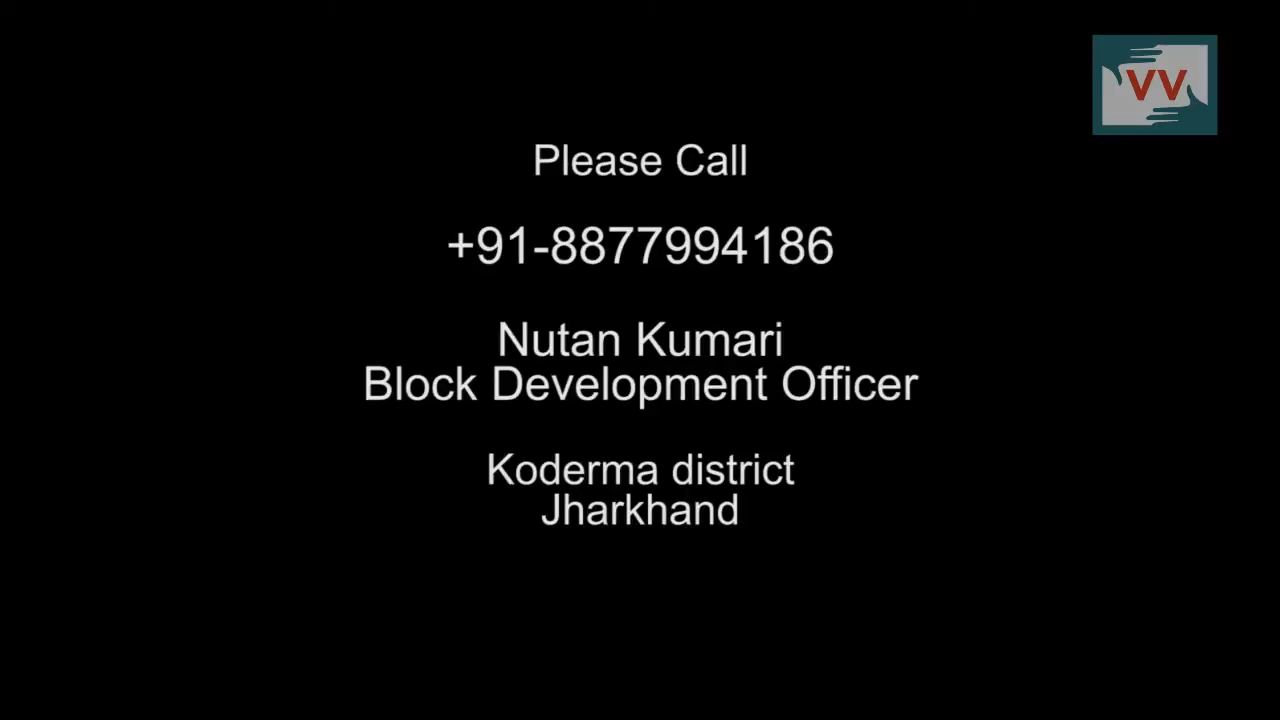 VV
Please Call
+91-8877994186
Nutan Kumari
Block Development Officer
Koderma district
Jharkhand